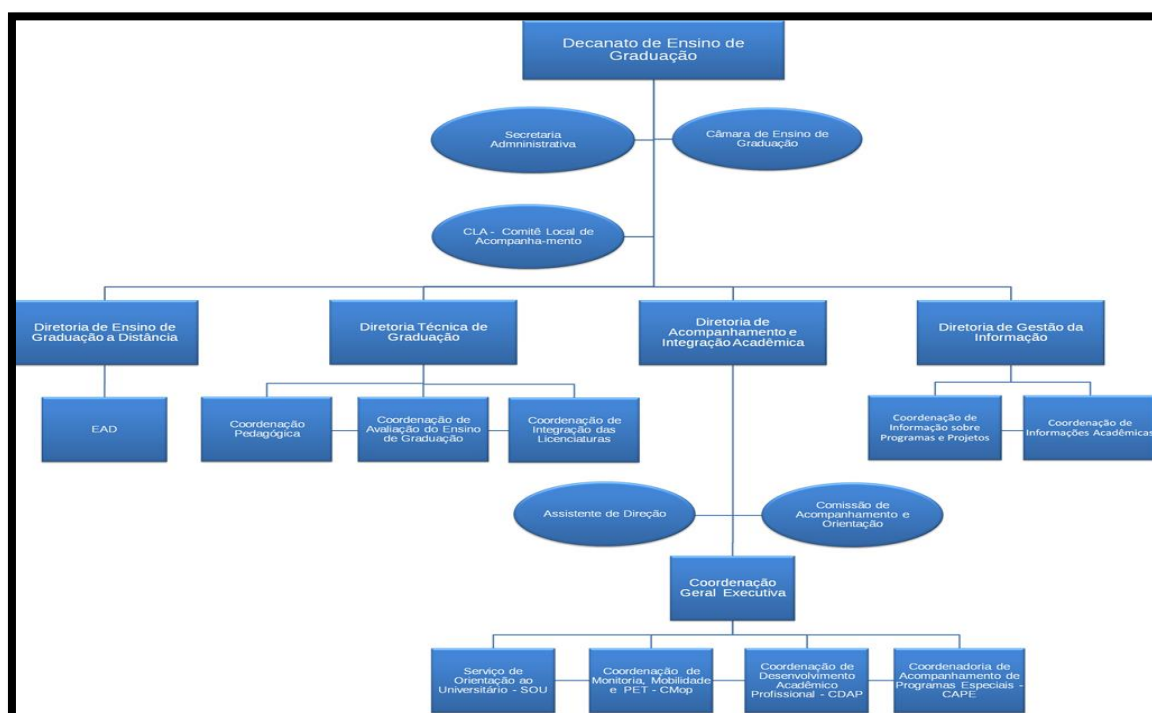 Decanato de Ensino de
Graduação
Secretaria
Admninistrativa
Câmara de Ensino de
Graduação
CLA - Comitê Local de
Acompanha-mento
Diretoria de Ensino de
Graduação a Distância
Diretoria Técnica de
Graduação
Diretoria de
Acompanhamento e
Integração Acadêmica
Diretoria de Gestão da
Informação
EAD
Coordenação
Pedagógica
Coordenação de
Avaliação do Ensino
de Graduação
Coordenação de
Integração das
Licenciaturas
Coordenação de
Informação sobre
Programas e Projetos
Coordenação de
Informações Acadêmicas
Assistente de Direção
Comissão de
Acompanhamento e
Orientação
Coordenação
Geral Executiva
Serviço de
Orientação ao
Universitário - SOU
Coordenação de
Monitoria, Mobilidade
e PET - CMop
Coordenação de
Desenvolvimento
Acadêmico
Profissional - CDAP
Coordenadoria de
Acompanhamento de
Programas Especiais -
CAPE